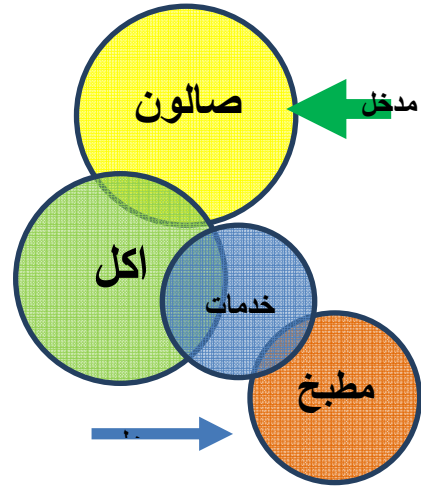 صالون
مدخل
اكل
خدمات
مطبخ